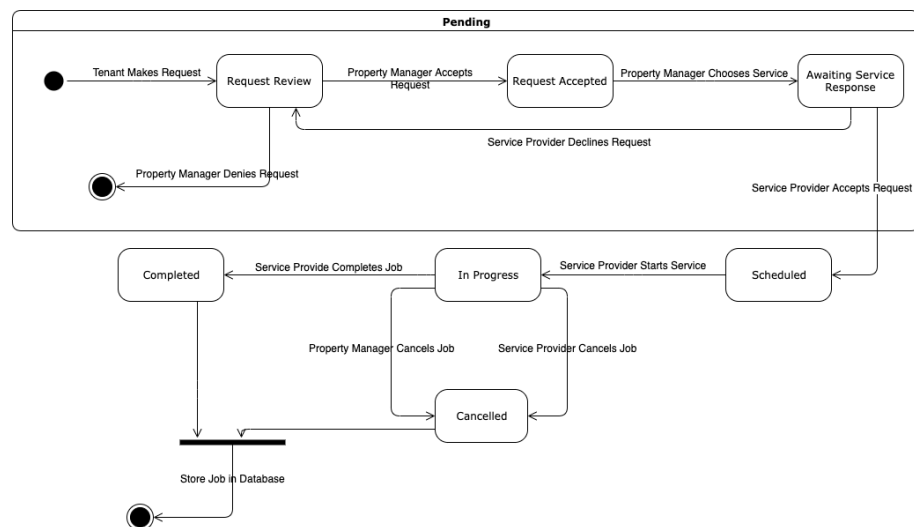 Pending
Tenant Makes Request
Request Review
Property Manager Accepts
Request
Request Accepted
Property Manager Chooses Service
Awaiting Service
Response
Service Provider Declines Request
Property Manager Denies Request
Service Provider Accepts Request
Completed
Service Provide Completes Job
In Progress
Service Provider Starts Service
Scheduled
Property Manager Cancels Job
Service Provider Cancels Job
Cancelled
Store Job in Database